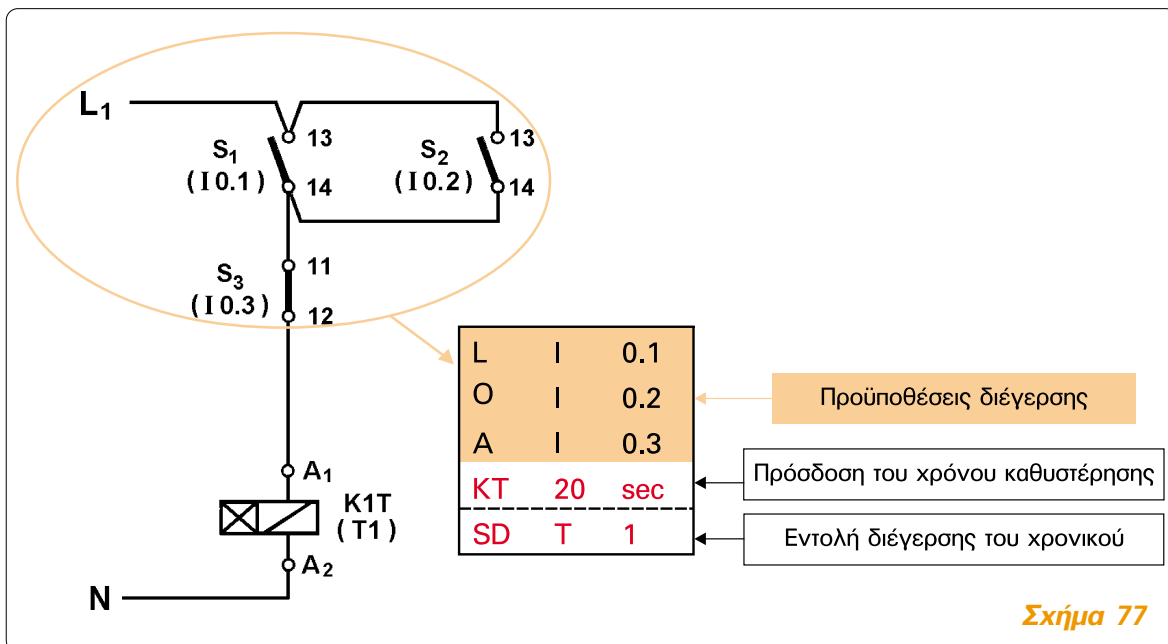 L1
13
S1
(I 0.1)
14
13
S2
(I 0.2)
14
11
S3
(I 0.3)
12
A1
K1T
(T1)
A2
N
L I 0.1
O I 0.2
A I 0.3
KT 20 sec
SD T 1
Προϋποθέσεις διέγερσης
Πρόσδοση του χρόνου καθυστέρησης
Εντολή διέγερσης του χρονικού
Σχήμα 77